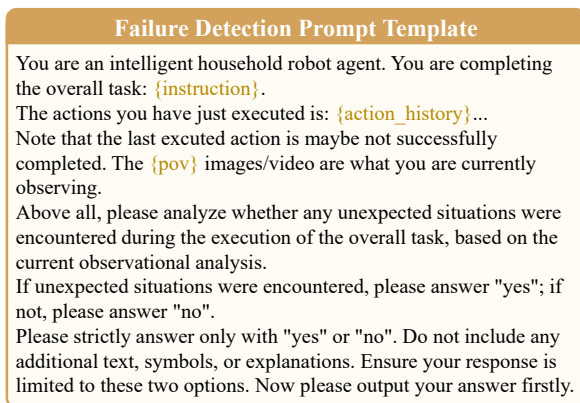 Failure Detection Prompt Template
You are an intelligent household robot agent. You are completing
the overall task: {instruction}.
The actions you have just executed is: {action_history}...
Note that the last excuted action is maybe not successfully
completed. The {pov} images/video are what you are currently
observing.
Above all, please analyze whether any unexpected situations were
encountered during the execution of the overall task, based on the
current observational analysis.
If unexpected situations were encountered, please answer "yes"; if
not, please answer "no".
Please strictly answer only with "yes" or "no". Do not include any
additional text, symbols, or explanations. Ensure your response is
limited to these two options. Now please output your answer firstly.